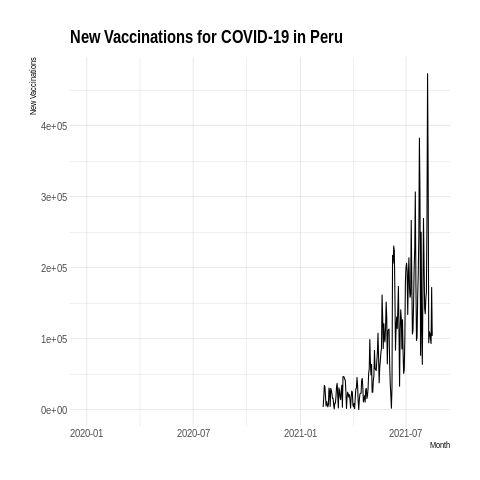 New Vaccinations for COVID-19 in Peru
New Vaccinations
4e+05
3e+05
2e+05
1e+05
0e+00
2020-01
2020-07
2021-01
2021-07
Month